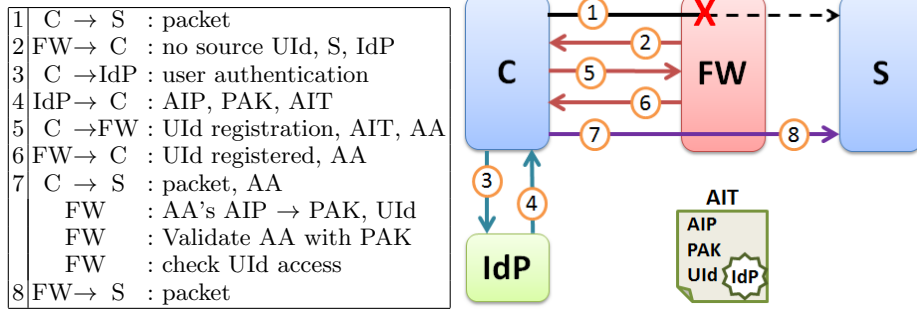 1 C → S : packet
2 FW→ C : no source UId, S, IdP
3 C →IdP : user authentication
4 IdP→ C : AIP, PAK, AIT
5 C →FW : UId registration, AIT, AA
6 FW→ C : UId registered, AA
7 C → S : packet, AA
FW : AA's AIP → PAK, UId
FW : Validate AA with PAK
FW : check UId access
8 FW→ S : packet
1
X
2
C
5
FW
S
6
7
8
3
4
IdP
AIT
AIP
PAK
UId
IdP